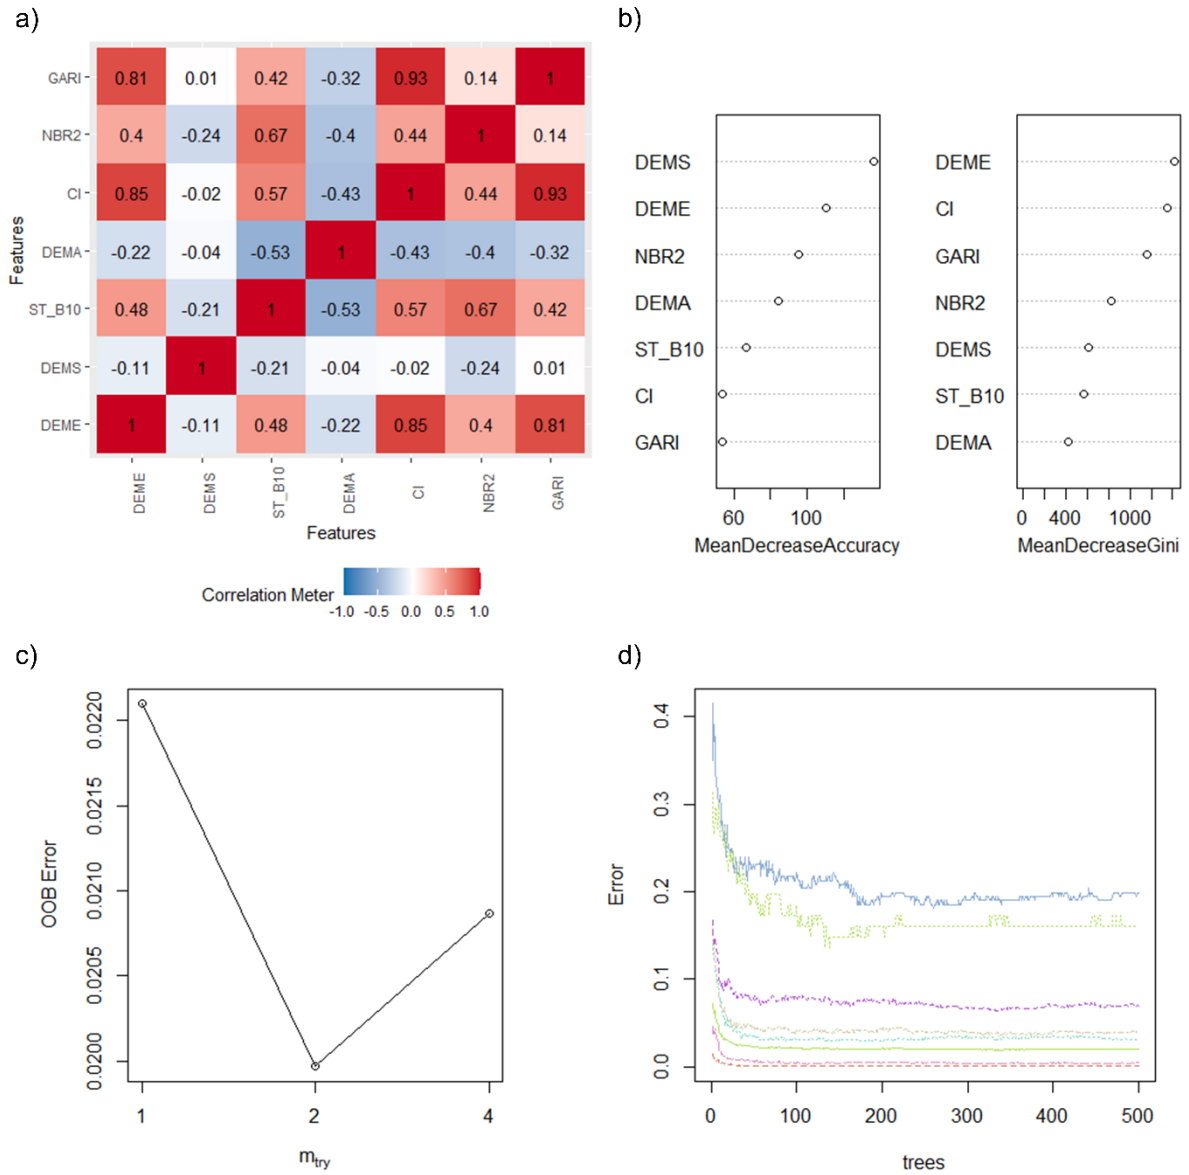 a)
GARI 0.81 0.01 0.42 -0.32 0.93 0.14 1
NBR2 0.4 -0.24 0.67 -0.4 0.44 1 0.14
CI 0.85 -0.02 0.57 -0.43 1 0.44 0.93
DEMA -0.22 -0.04 -0.53 1 -0.43 -0.4 -0.32
ST_B10 0.48 -0.21 1 -0.53 0.57 0.67 0.42
DEMS -0.11 1 -0.21 -0.04 -0.02 -0.24 0.01
DEME 1 -0.11 0.48 -0.22 0.85 0.4 0.81
Features
DEME DEMS ST_B10 DEMA CI NBR2 GARI
Features
Correlation Meter
-1.0 -0.5 0.0 0.5 1.0
b)
DEMS
DEME
NBR2
DEMA
ST_B10
CI
GARI
60 100
MeanDecreaseAccuracy
DEME
CI
GARI
NBR2
DEMS
ST_B10
DEMA
0 400 1000
MeanDecreaseGini
c)
0.0220
0.0215
0.0210
0.0205
0.0200
OOB Error
1 2 4
mtry
d)
0.4
0.3
0.2
0.1
0.0
Error
0 100 200 300 400 500
trees